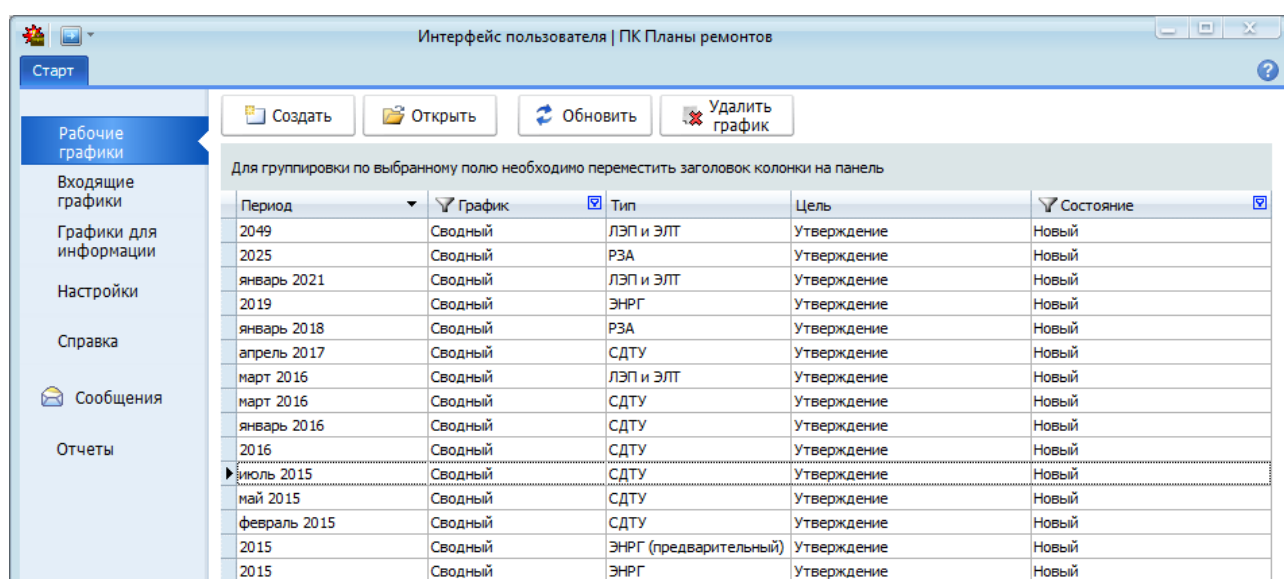 Интерфейс пользователя | ПК Планы ремонтов
Старт
Создать
Открыть
Обновить
Удалить
график
Рабочие
графики
Входящие
графики
Графики для
информации
Настройки
Справка
Сообщения
Отчеты
Для группировки по выбранному полю необходимо переместить заголовок колонки на панель
Период График Тип Цель Состояние
2049 Сводный ЛЭП и ЭЛТ Утверждение Новый
2025 Сводный РЗА Утверждение Новый
январь 2021 Сводный ЛЭП и ЭЛТ Утверждение Новый
2019 Сводный ЭНРГ Утверждение Новый
январь 2018 Сводный РЗА Утверждение Новый
апрель 2017 Сводный СДТУ Утверждение Новый
март 2016 Сводный ЛЭП и ЭЛТ Утверждение Новый
март 2016 Сводный СДТУ Утверждение Новый
январь 2016 Сводный СДТУ Утверждение Новый
2016 Сводный СДТУ Утверждение Новый
июль 2015 Сводный СДТУ Утверждение Новый
май 2015 Сводный СДТУ Утверждение Новый
февраль 2015 Сводный СДТУ Утверждение Новый
2015 Сводный ЭНРГ (предварительный) Утверждение Новый
2015 Сводный ЭНРГ Утверждение Новый